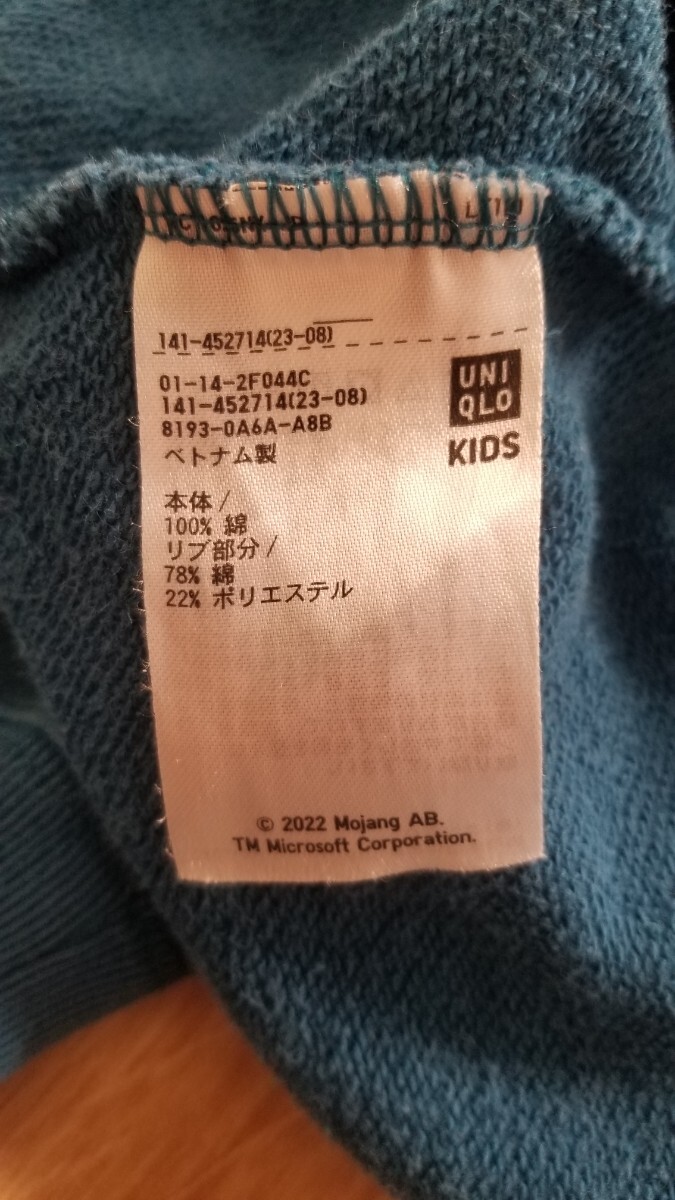 141-452714(23-08)
01-14-2F044C
141-452714(23-08)
8193-0A6A-A8B
ベトナム製
UNI
QLO
KIDS
本体/
100% 綿
リブ部分/
78% 綿
22% ポリエステル
© 2022 Mojang AB.
TM Microsoft Corporation.